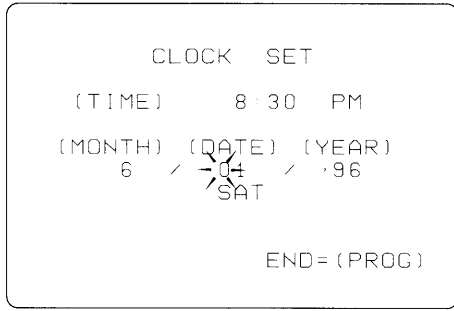 CLOCK SET
(TIME) 8:30 PM
(MONTH) (DATE) (YEAR)
6 / 01 / '96
SAT
END=(PROG)